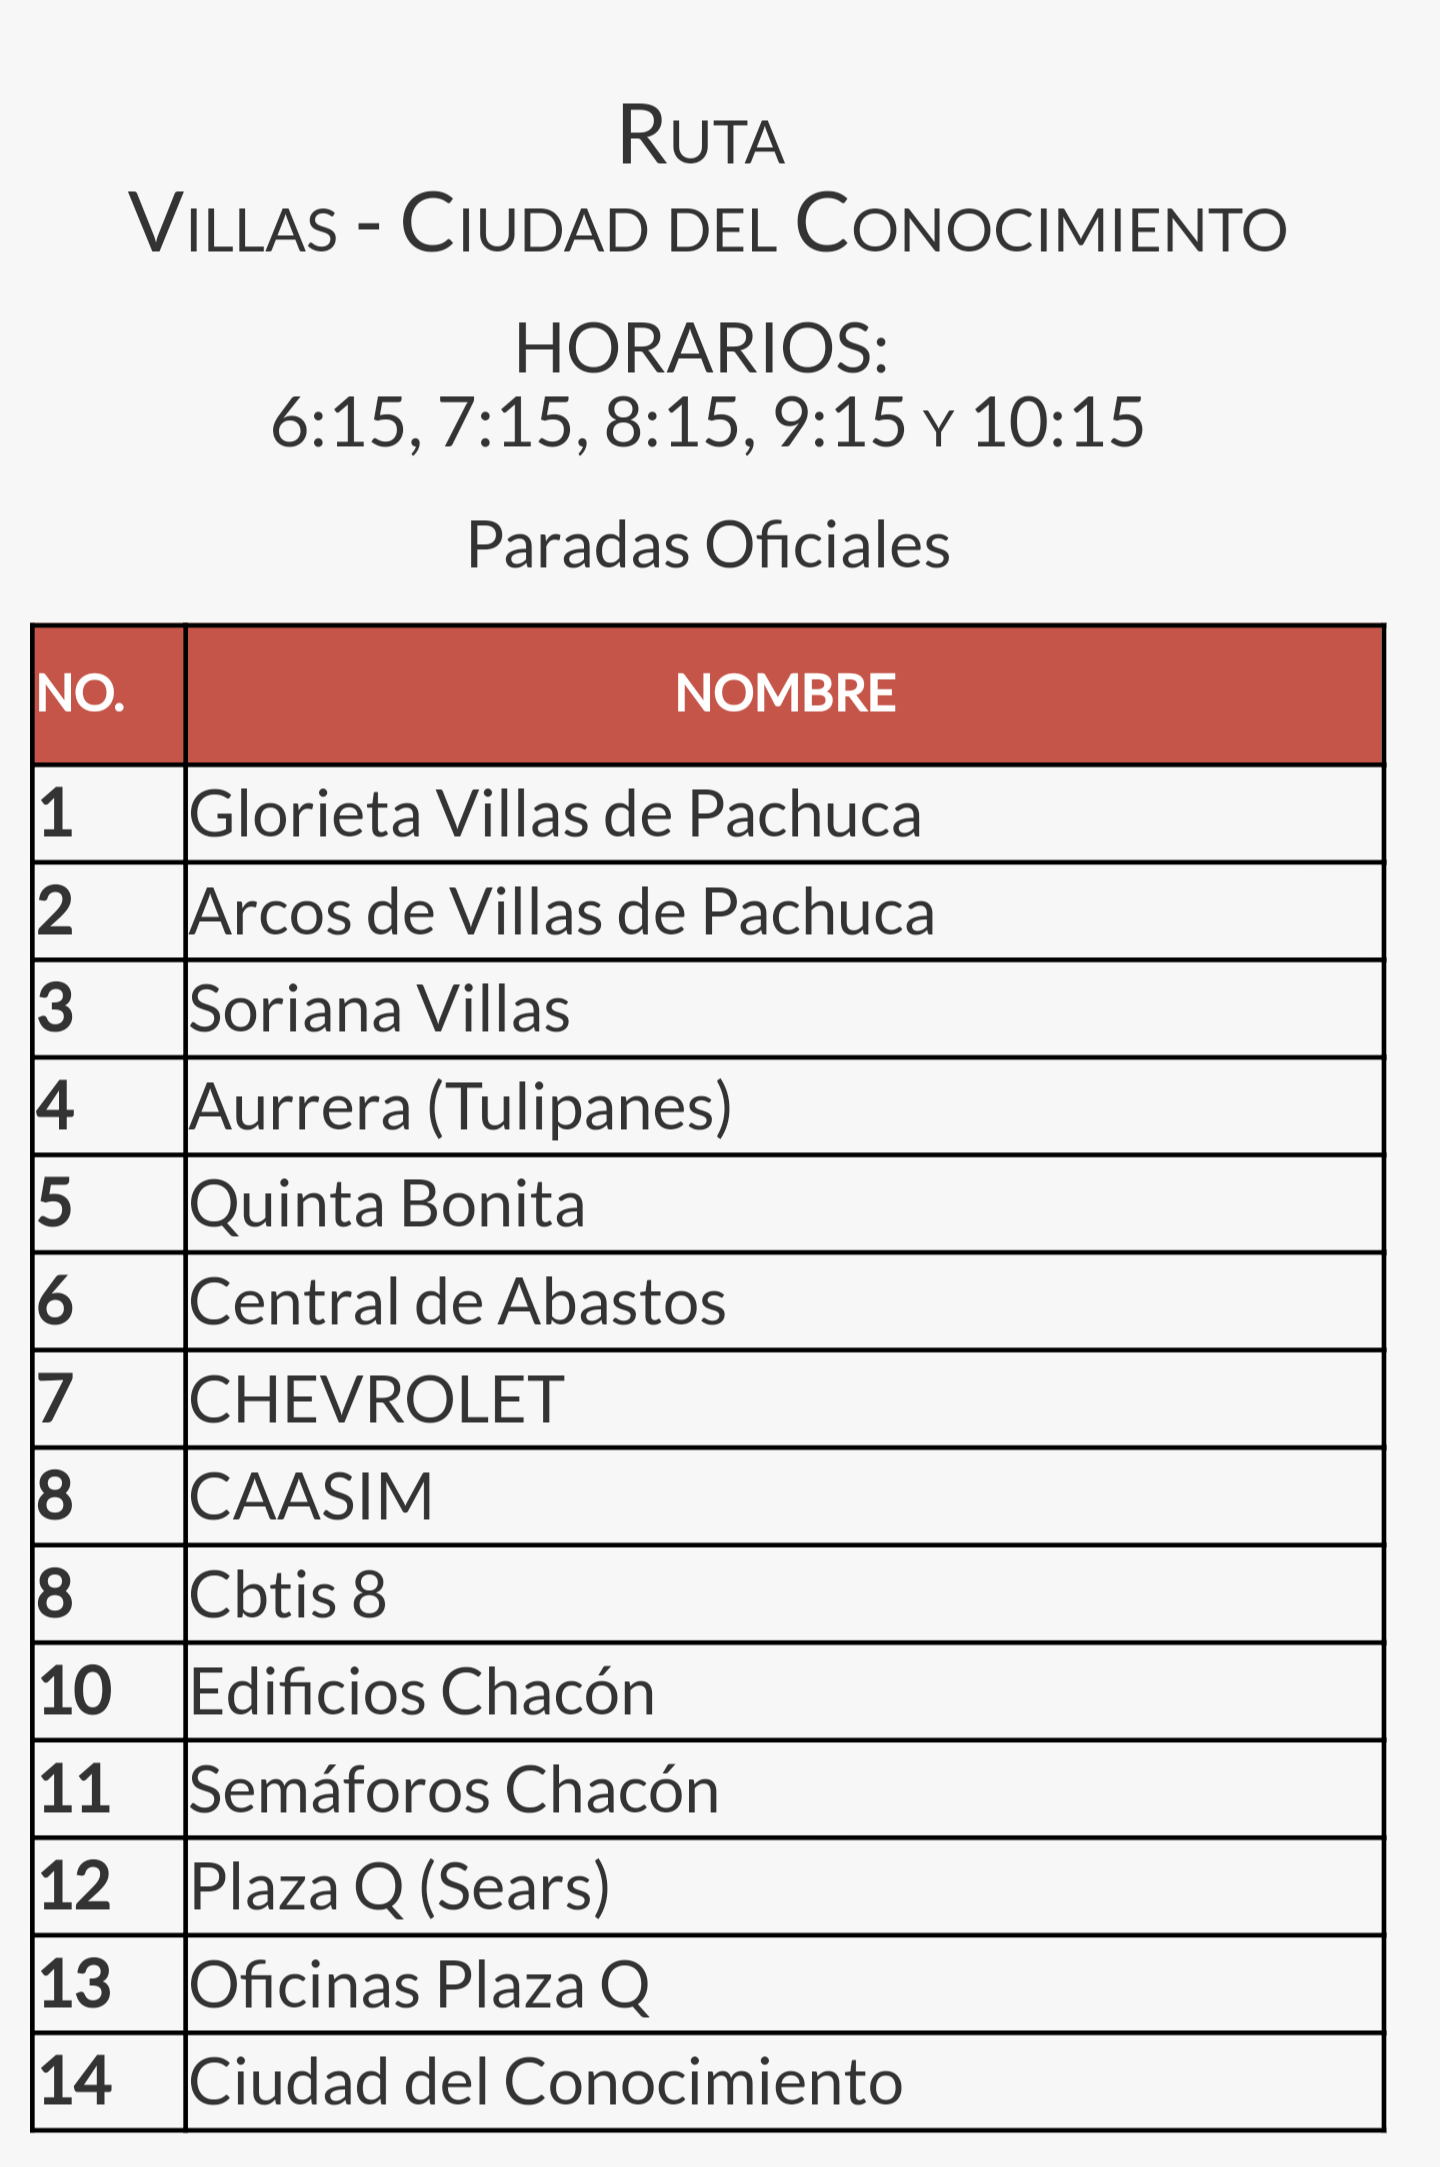 Ruta
Villas - Ciudad del Conocimiento
HORARIOS:
6:15, 7:15, 8:15, 9:15 y 10:15
Paradas Oficiales
NO. NOMBRE
1 Glorieta Villas de Pachuca
2 Arcos de Villas de Pachuca
3 Soriana Villas
4 Aurrera (Tulipanes)
5 Quinta Bonita
6 Central de Abastos
7 CHEVROLET
8 CAASIM
8 Cbtis 8
10 Edificios Chacón
11 Semáforos Chacón
12 Plaza Q (Sears)
13 Oficinas Plaza Q
14 Ciudad del Conocimiento